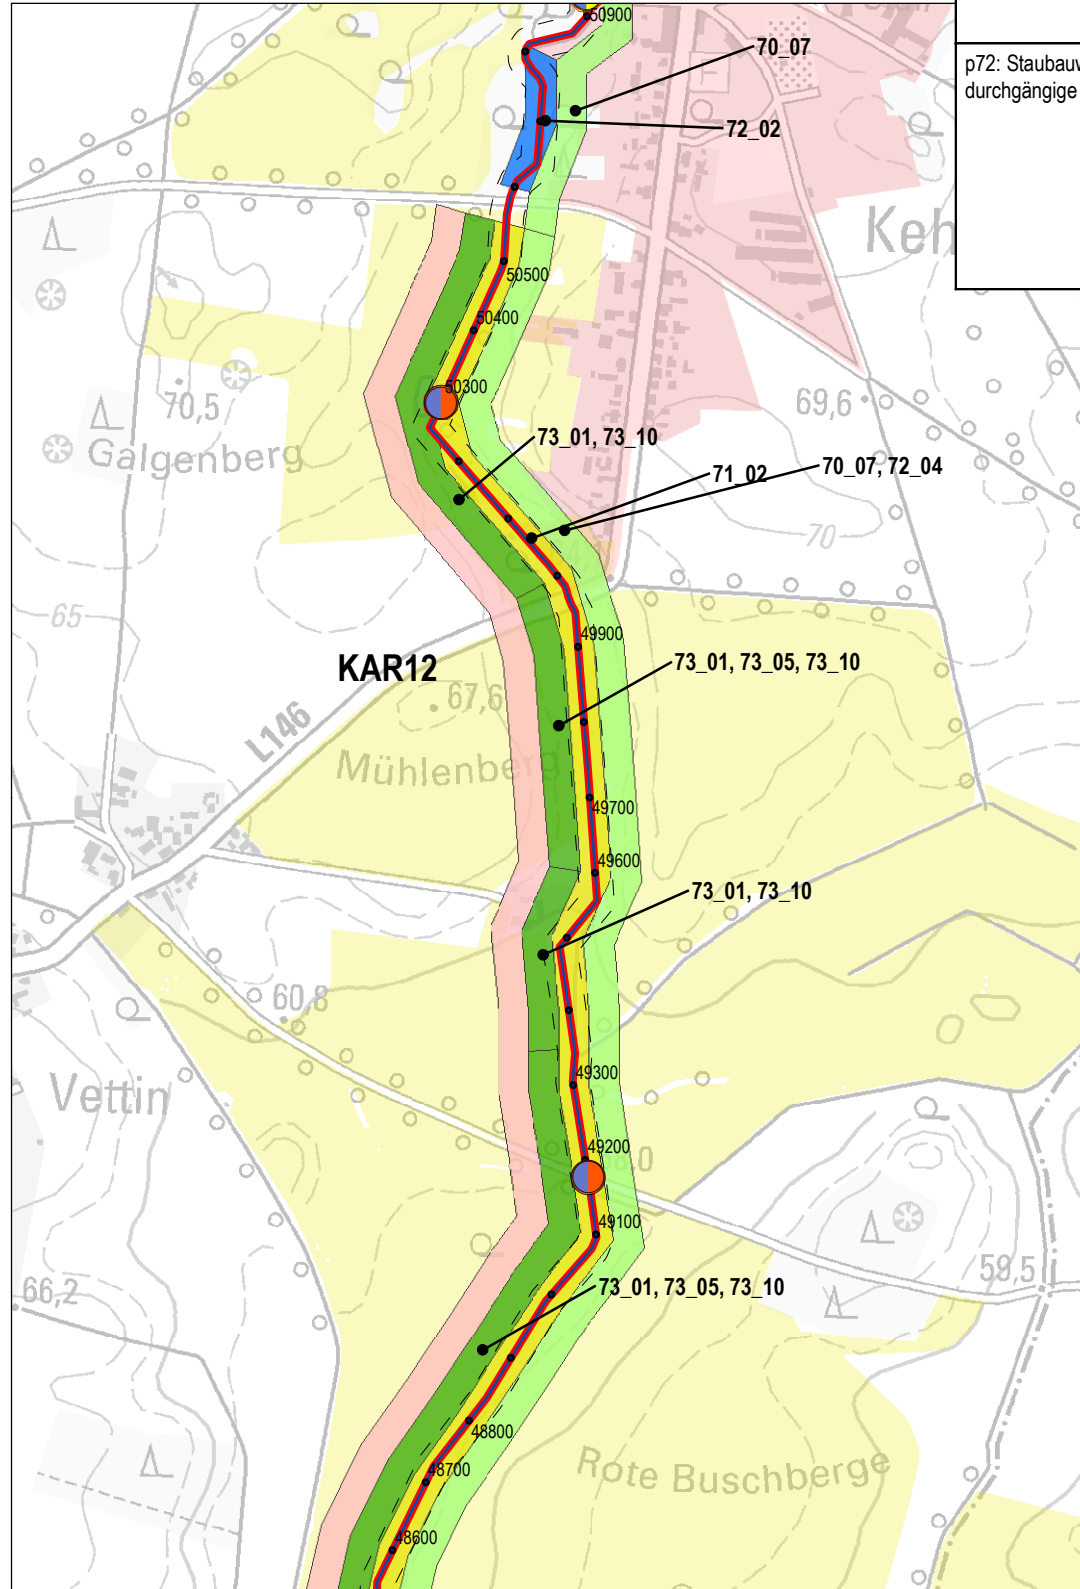 50900
70_07
p72: Staubauw
durchgängige
72_02
Keh
50500
50400
50300
70,5
69,6
Galgenberg
73_01, 73_10
71_02
70_07, 72_04
70
65
49900
KAR12
73_01, 73_05, 73_10
67,6
L146
Mühlenberg
49700
49600
73_01, 73_10
60,8
Vettin
49300
49200
49100
59,5
66,2
73_01, 73_05, 73_10
48800
48700
Rote Buschberge
48600